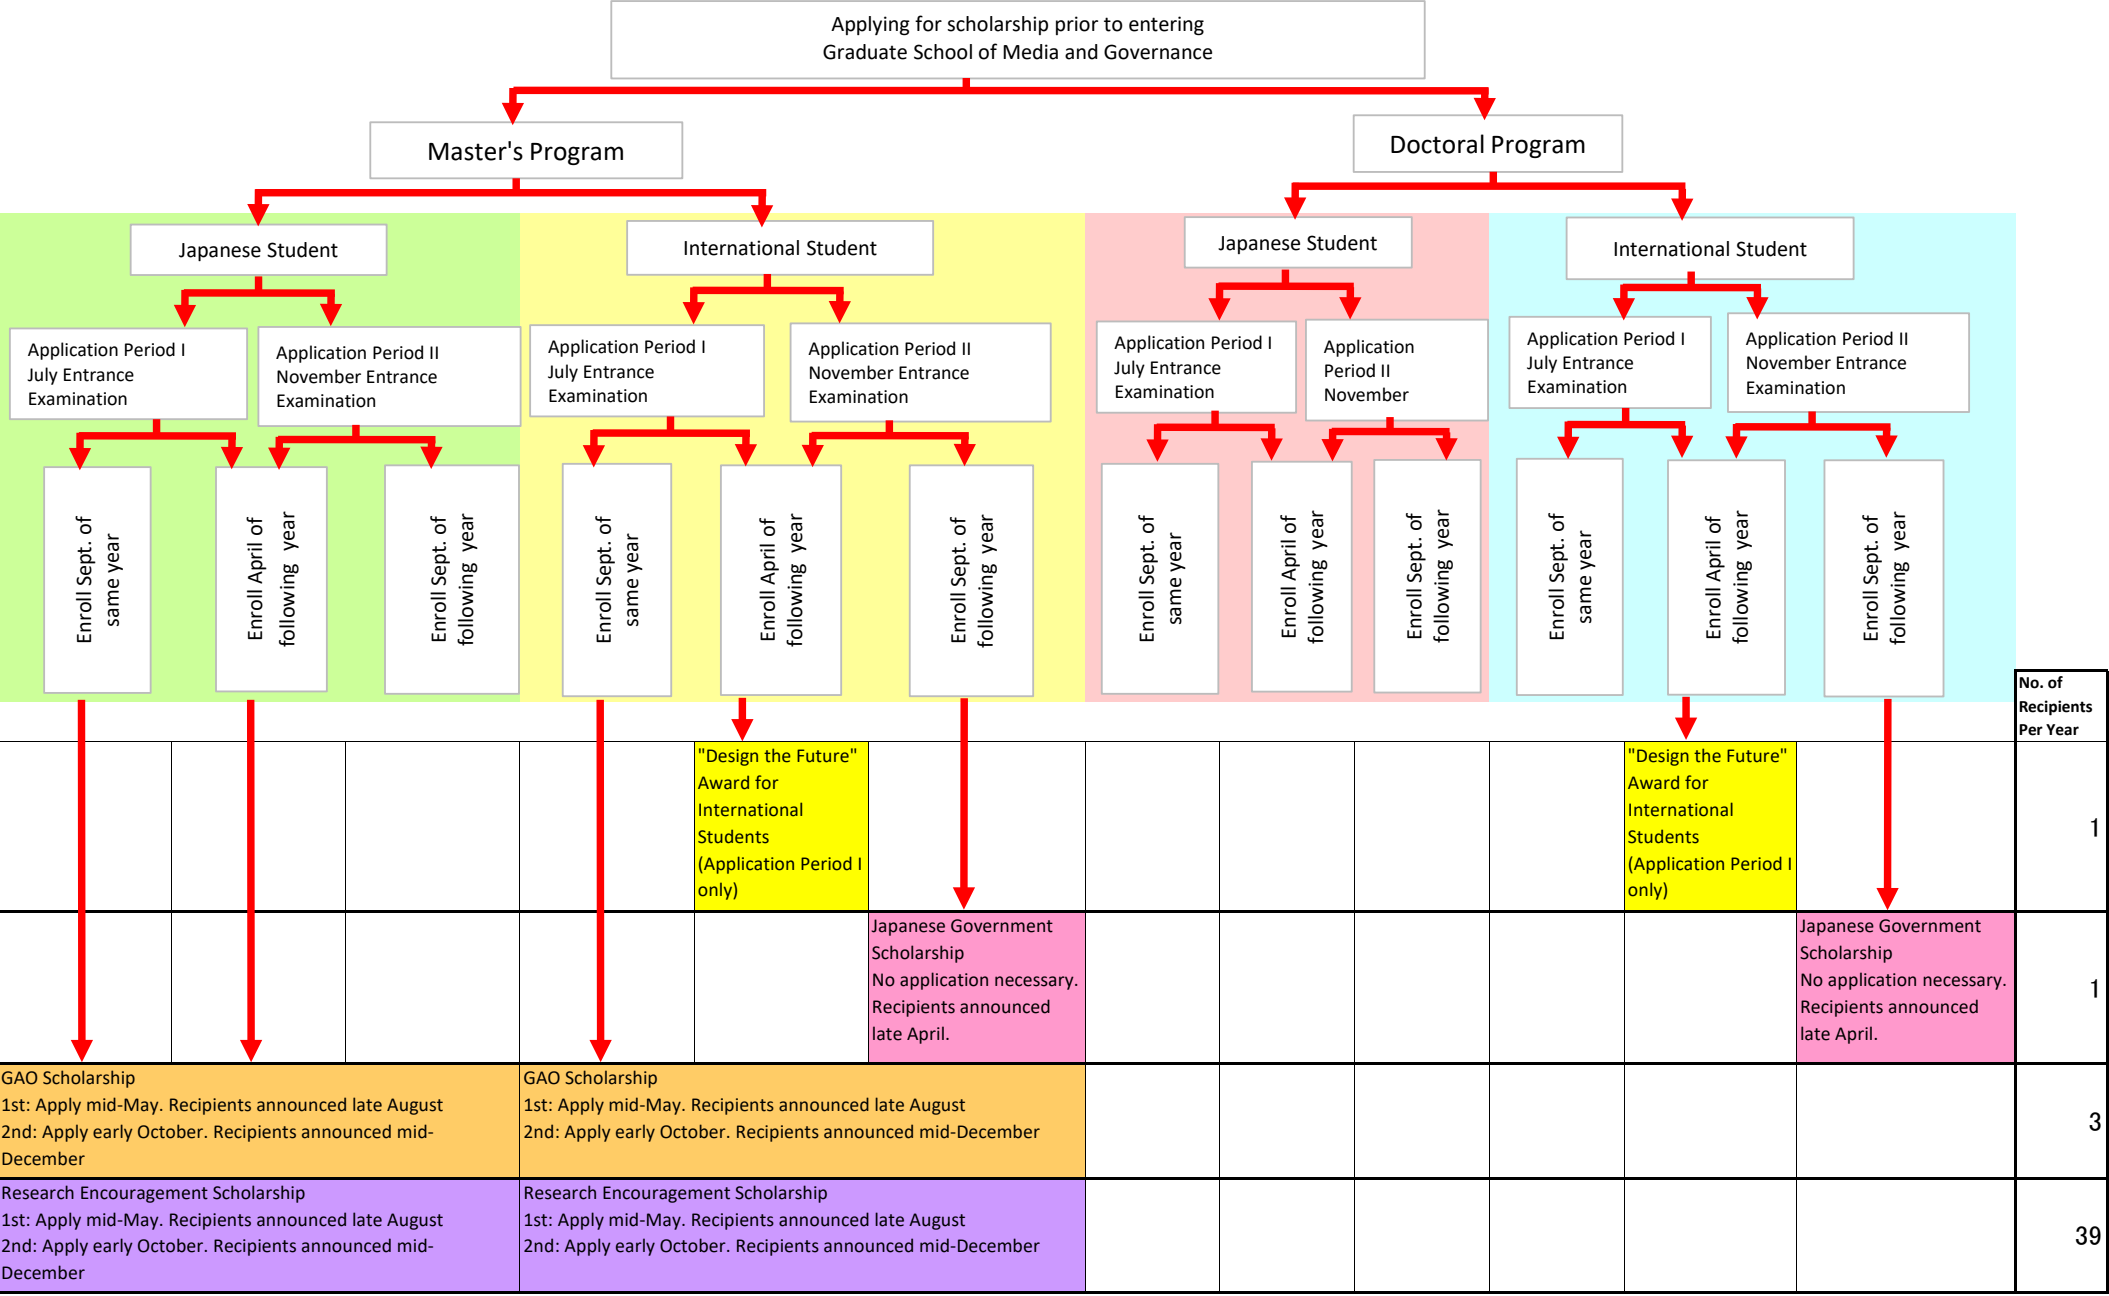 Applying for scholarship prior to entering
Graduate School of Media and Governance
Master's Program
Doctoral Program
Japanese Student
International Student
Japanese Student
International Student
Application Period I
July Entrance
Examination
Application Period II
November Entrance
Examination
Application Period I
July Entrance
Examination
Application Period II
November Entrance
Examination
Application Period I
July Entrance
Examination
Application
Period II
November
Application Period I
July Entrance
Examination
Application Period II
November Entrance
Examination
Enroll Sept. of
same year
Enroll April of
following year
Enroll Sept. of
following year
Enroll Sept. of
same year
Enroll April of
following year
Enroll Sept. of
following year
Enroll Sept. of
same year
Enroll April of
following year
Enroll Sept. of
following year
Enroll Sept. of
same year
Enroll April of
following year
Enroll Sept. of
following year
No. of
Recipients
Per Year
"Design the Future"
Award for
International
Students
(Application Period I
only)
"Design the Future"
Award for
International
Students
(Application Period I
only)
1
Japanese Government
Scholarship
No application necessary.
Recipients announced
late April.
Japanese Government
Scholarship
No application necessary.
Recipients announced
late April.
1
GAO Scholarship
1st: Apply mid-May. Recipients announced late August
2nd: Apply early October. Recipients announced mid-
December
GAO Scholarship
1st: Apply mid-May. Recipients announced late August
2nd: Apply early October. Recipients announced mid-December
3
Research Encouragement Scholarship
1st: Apply mid-May. Recipients announced late August
2nd: Apply early October. Recipients announced mid-
December
Research Encouragement Scholarship
1st: Apply mid-May. Recipients announced late August
2nd: Apply early October. Recipients announced mid-December
39